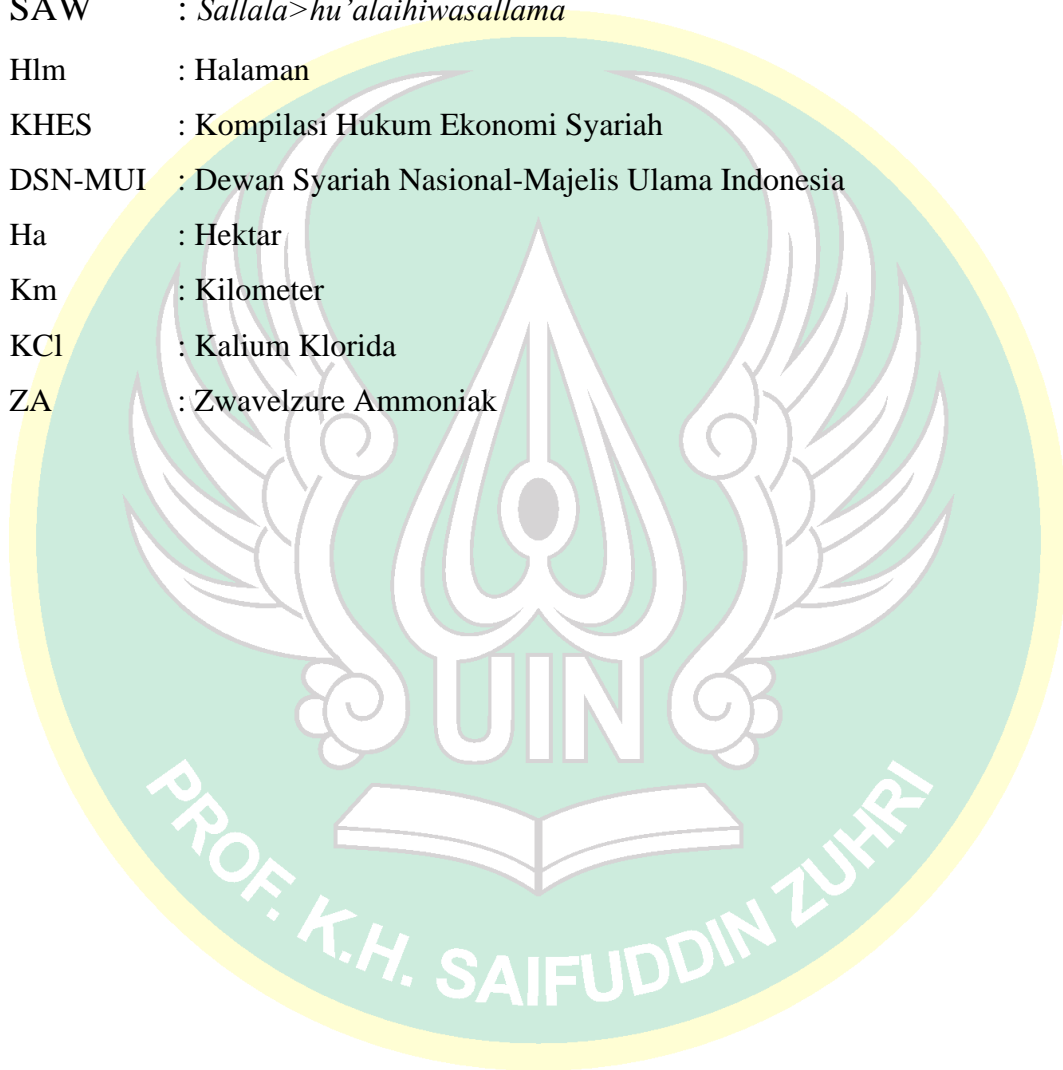 SAW : Sallala>hu’alaihiwasallama
Hlm : Halaman
KHES : Kompilasi Hukum Ekonomi Syariah
DSN-MUI : Dewan Syariah Nasional-Majelis Ulama Indonesia
Ha : Hektar
Km : Kilometer
KCl : Kalium Klorida
ZA : Zwavelzure Ammoniak
UIN
PROF. K.H. SAIFUDDIN ZUHRI